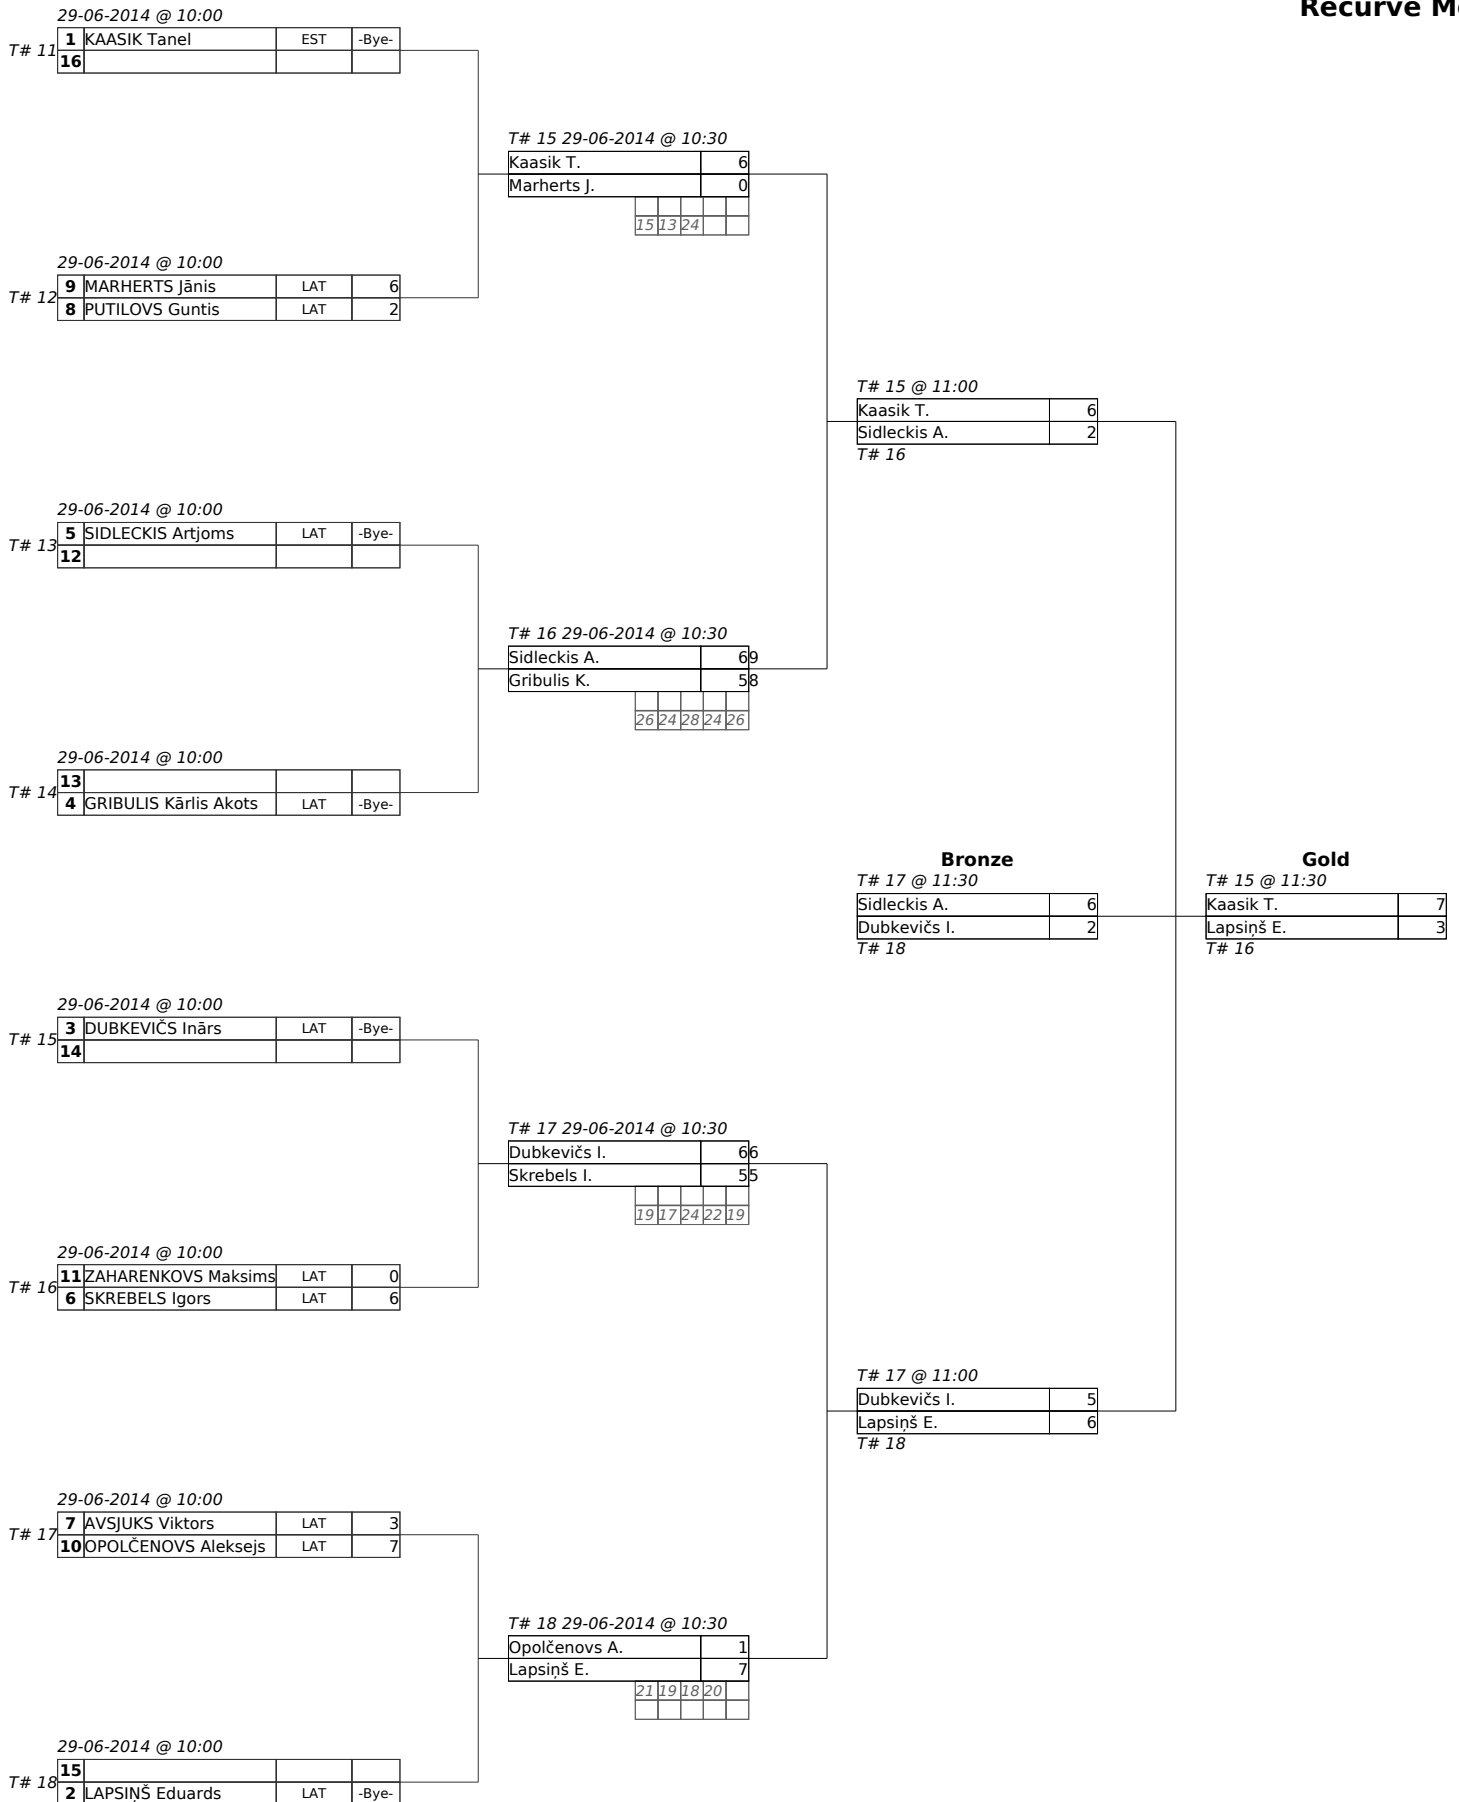 Recurve M
29-06-2014 @ 10:00
T# 11
1 KAASIK Tanel EST -Bye-
16
T# 15 29-06-2014 @ 10:30
Kaasik T. 6
Marherts J. 0
15 13 24
29-06-2014 @ 10:00
T# 12
9 MARHERTS Jānis LAT 6
8 PUTILOVS Guntis LAT 2
T# 15 @ 11:00
Kaasik T. 6
Sidleckis A. 2
T# 16
29-06-2014 @ 10:00
T# 13
5 SIDLECKIS Artjoms LAT -Bye-
12
T# 16 29-06-2014 @ 10:30
Sidleckis A. 6 9
Gribulis K. 5 8
26 24 28 24 26
29-06-2014 @ 10:00
T# 14
13
4 GRIBULIS Kārlis Akots LAT -Bye-
Bronze
T# 17 @ 11:30
Sidleckis A. 6
Dubkevičs I. 2
T# 18
Gold
T# 15 @ 11:30
Kaasik T. 7
Lapsiņš E. 3
T# 16
29-06-2014 @ 10:00
T# 15
3 DUBKEVIČS Inārs LAT -Bye-
14
T# 17 29-06-2014 @ 10:30
Dubkevičs I. 6 6
Skrebels I. 5 5
19 17 24 22 19
29-06-2014 @ 10:00
T# 16
11 ZAHARENKOVS Maksims LAT 0
6 SKREBELS Igors LAT 6
T# 17 @ 11:00
Dubkevičs I. 5
Lapsiņš E. 6
T# 18
29-06-2014 @ 10:00
T# 17
7 AVSJUKS Viktors LAT 3
10 OPOLČENOVS Aleksejs LAT 7
T# 18 29-06-2014 @ 10:30
Opolčenovs A. 1
Lapsiņš E. 7
21 19 18 20
29-06-2014 @ 10:00
T# 18
15
2 LAPSIŅŠ Eduards LAT -Bye-